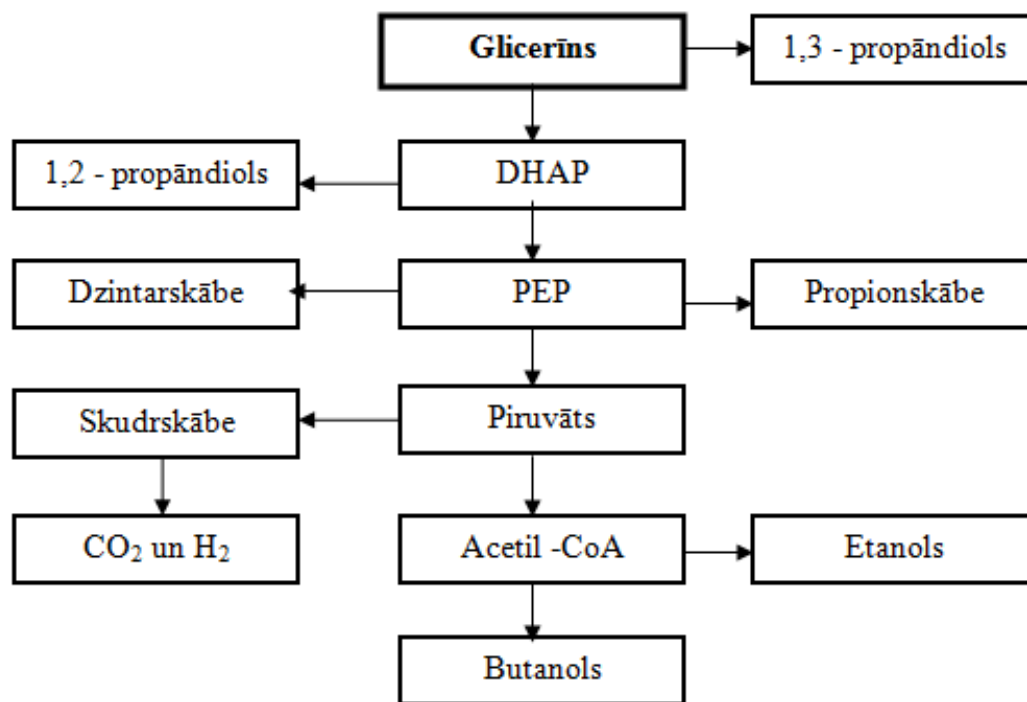 Glicerīns
1,3 - propāndiols
1,2 - propāndiols
DHAP
Dzintarskābe
PEP
Propionskābe
Skudrskābe
Piruvāts
CO₂ un H₂
Acetil -CoA
Etanols
Butanols